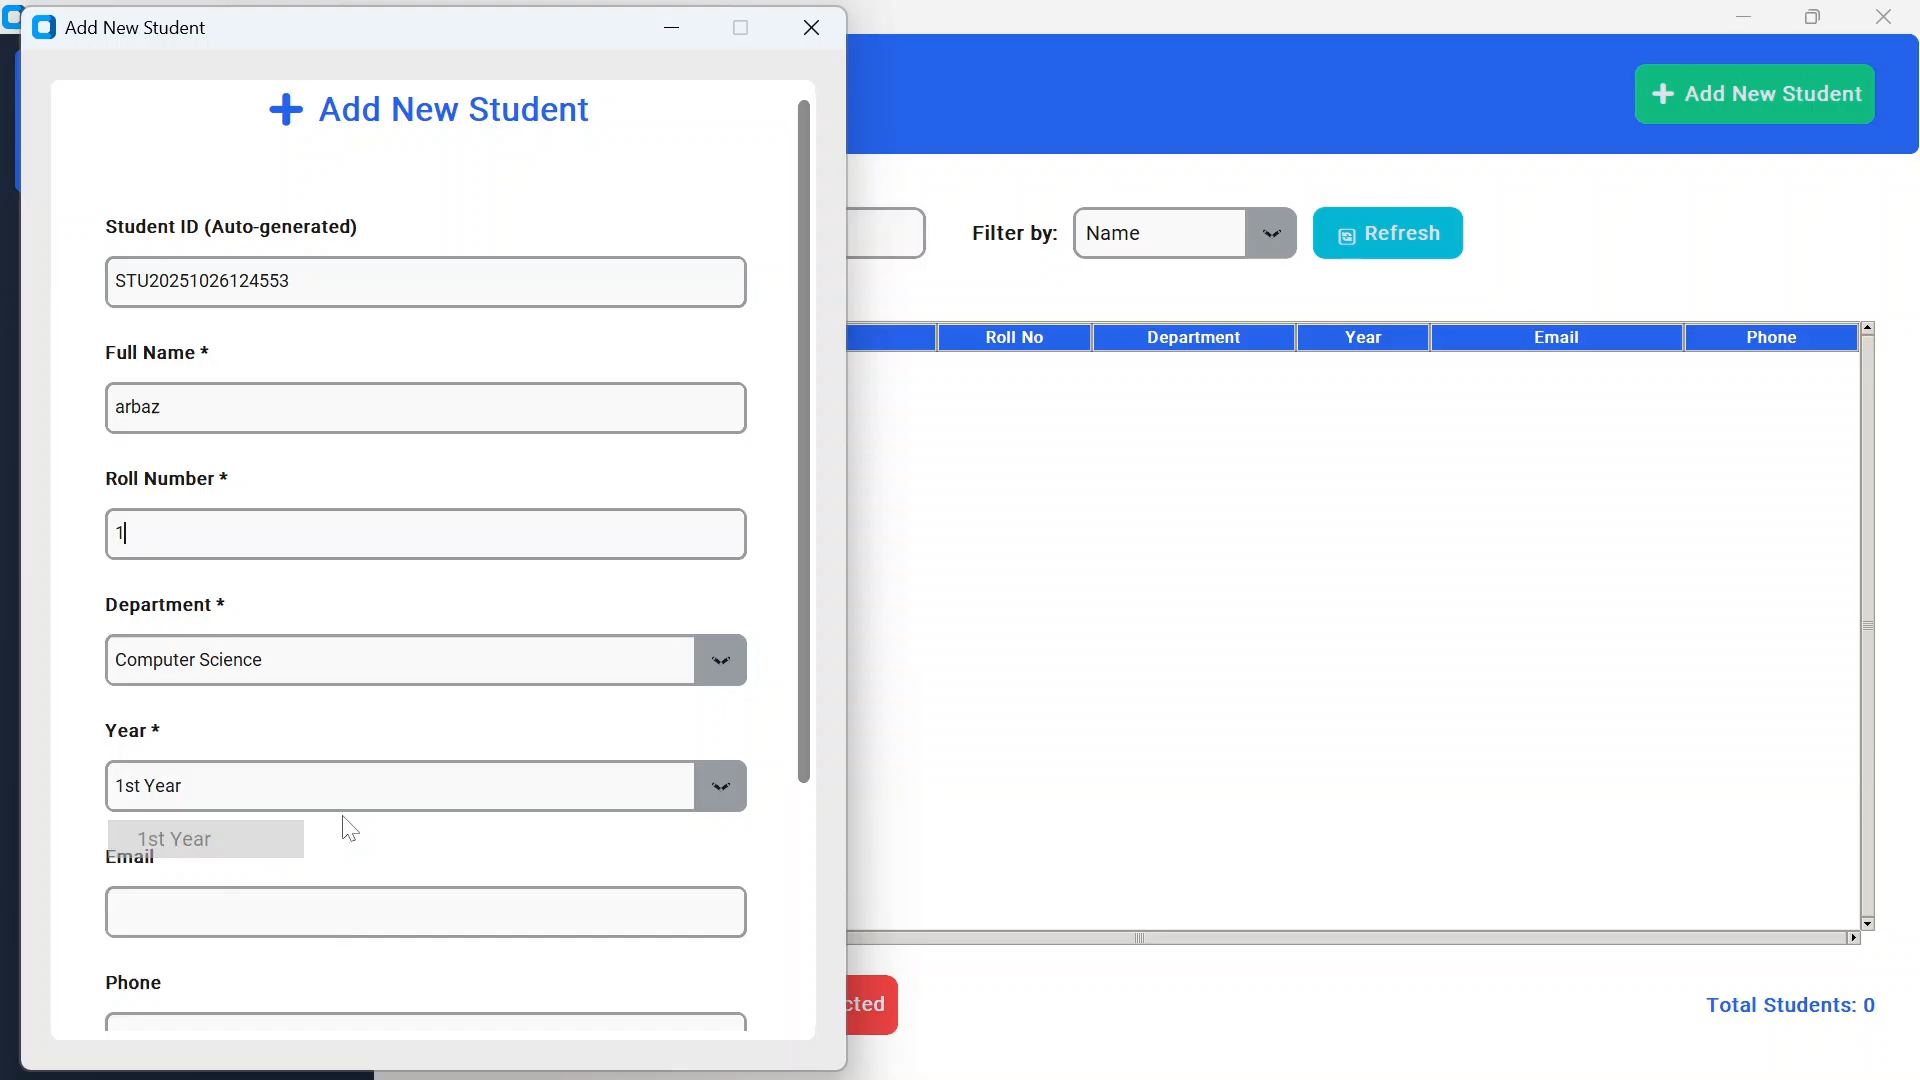 Add New Student
Add New Student
Student ID (Auto-generated)
STU20251026124553
Full Name *
arbaz
Roll Number *
1
Department *
Computer Science
Year *
1st Year
1st Year
Email
Phone
Add New Student
Filter by:
Name
Refresh
Roll No
Department
Year
Email
Phone
cted
Total Students: 0